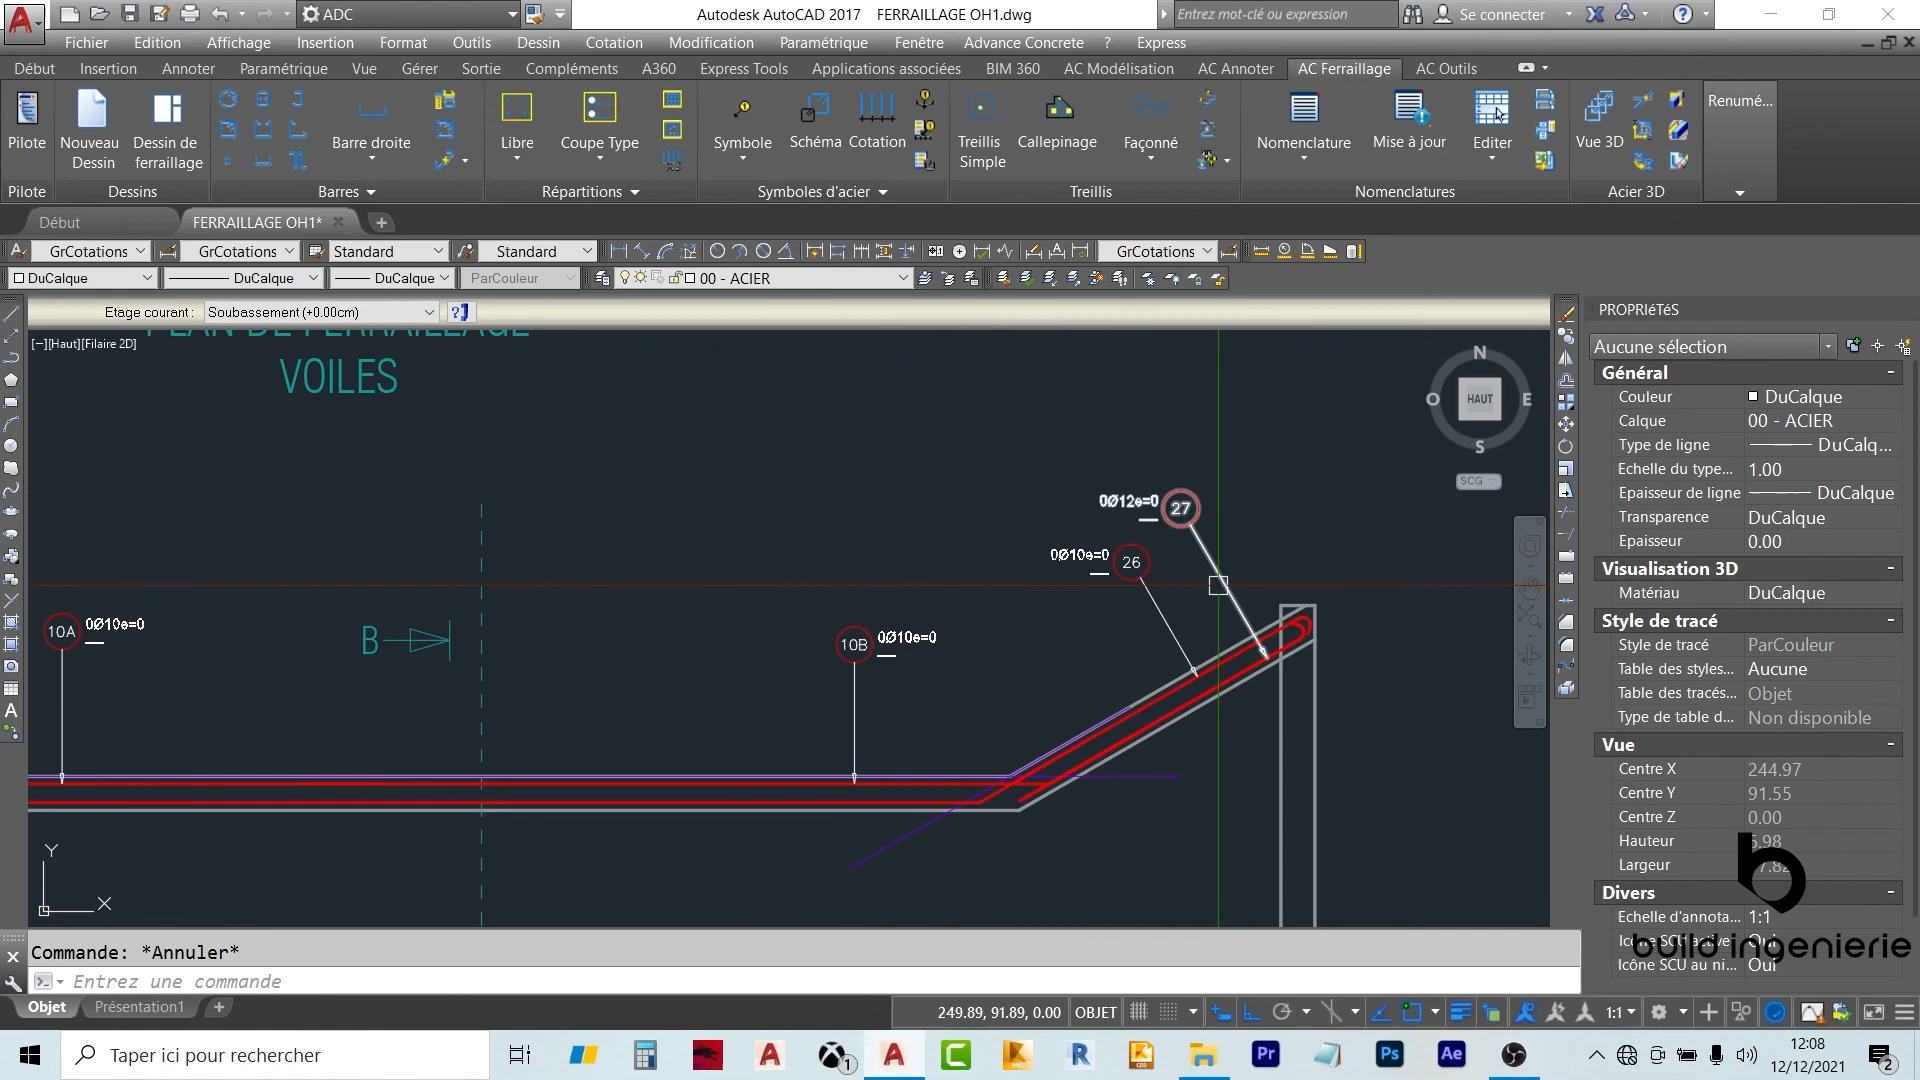 ADC
Autodesk AutoCAD 2017 FERRAILLAGE OH1.dwg
Entrez mot-clé ou expression
Se connecter
Fichier Edition Affichage Insertion Format Outils Dessin Cotation Modification Paramétrique Fenêtre Advance Concrete ? Express
Début Insertion Annoter Paramétrique Vue Gérer Sortie Compléments A360 Express Tools Applications associées BIM 360 AC Modélisation AC Annoter AC Ferraillage AC Outils
Pilote Nouveau Dessin Dessin de ferraillage Barre droite Libre Coupe Type Symbole Schéma Cotation Treillis Simple Callepinage Façonné Nomenclature Mise à jour Editer Vue 3D Renumé...
Pilote Dessins Barres Répartitions Symboles d'acier Treillis Nomenclatures Acier 3D
Début FERRAILLAGE OH1*
GrCotations GrCotations Standard Standard GrCotations
DuCalque DuCalque DuCalque ParCouleur 00 - ACIER
Etage courant : Soubassement (+0.00cm)
PLAN DE FERRAILLAGE
[−][Haut][Filaire 2D]
VOILES
N
O HAUT E
S
SCG
0Ø12e=0 27
0Ø10e=0 26
10A 0Ø10e=0
B
10B 0Ø10e=0
Y
X
PROPRIéTéS
Aucune sélection
Général
Couleur DuCalque
Calque 00 - ACIER
Type de ligne DuCalq...
Echelle du type... 1.00
Epaisseur de ligne DuCalque
Transparence DuCalque
Epaisseur 0.00
Visualisation 3D
Matériau DuCalque
Style de tracé
Style de tracé ParCouleur
Table des styles... Aucune
Table des tracés... Objet
Type de table d... Non disponible
Vue
Centre X 244.97
Centre Y 91.55
Centre Z 0.00
Hauteur
Largeur
Divers
Echelle d'annota... 1:1
Oui
build ingenierie
Icône SCU au ni... Oui
Commande: *Annuler*
Entrez une commande
Objet Présentation1 +
249.89, 91.89, 0.00 OBJET 1:1
Taper ici pour rechercher
1
Pr Ps Ae
12:08
12/12/2021
2